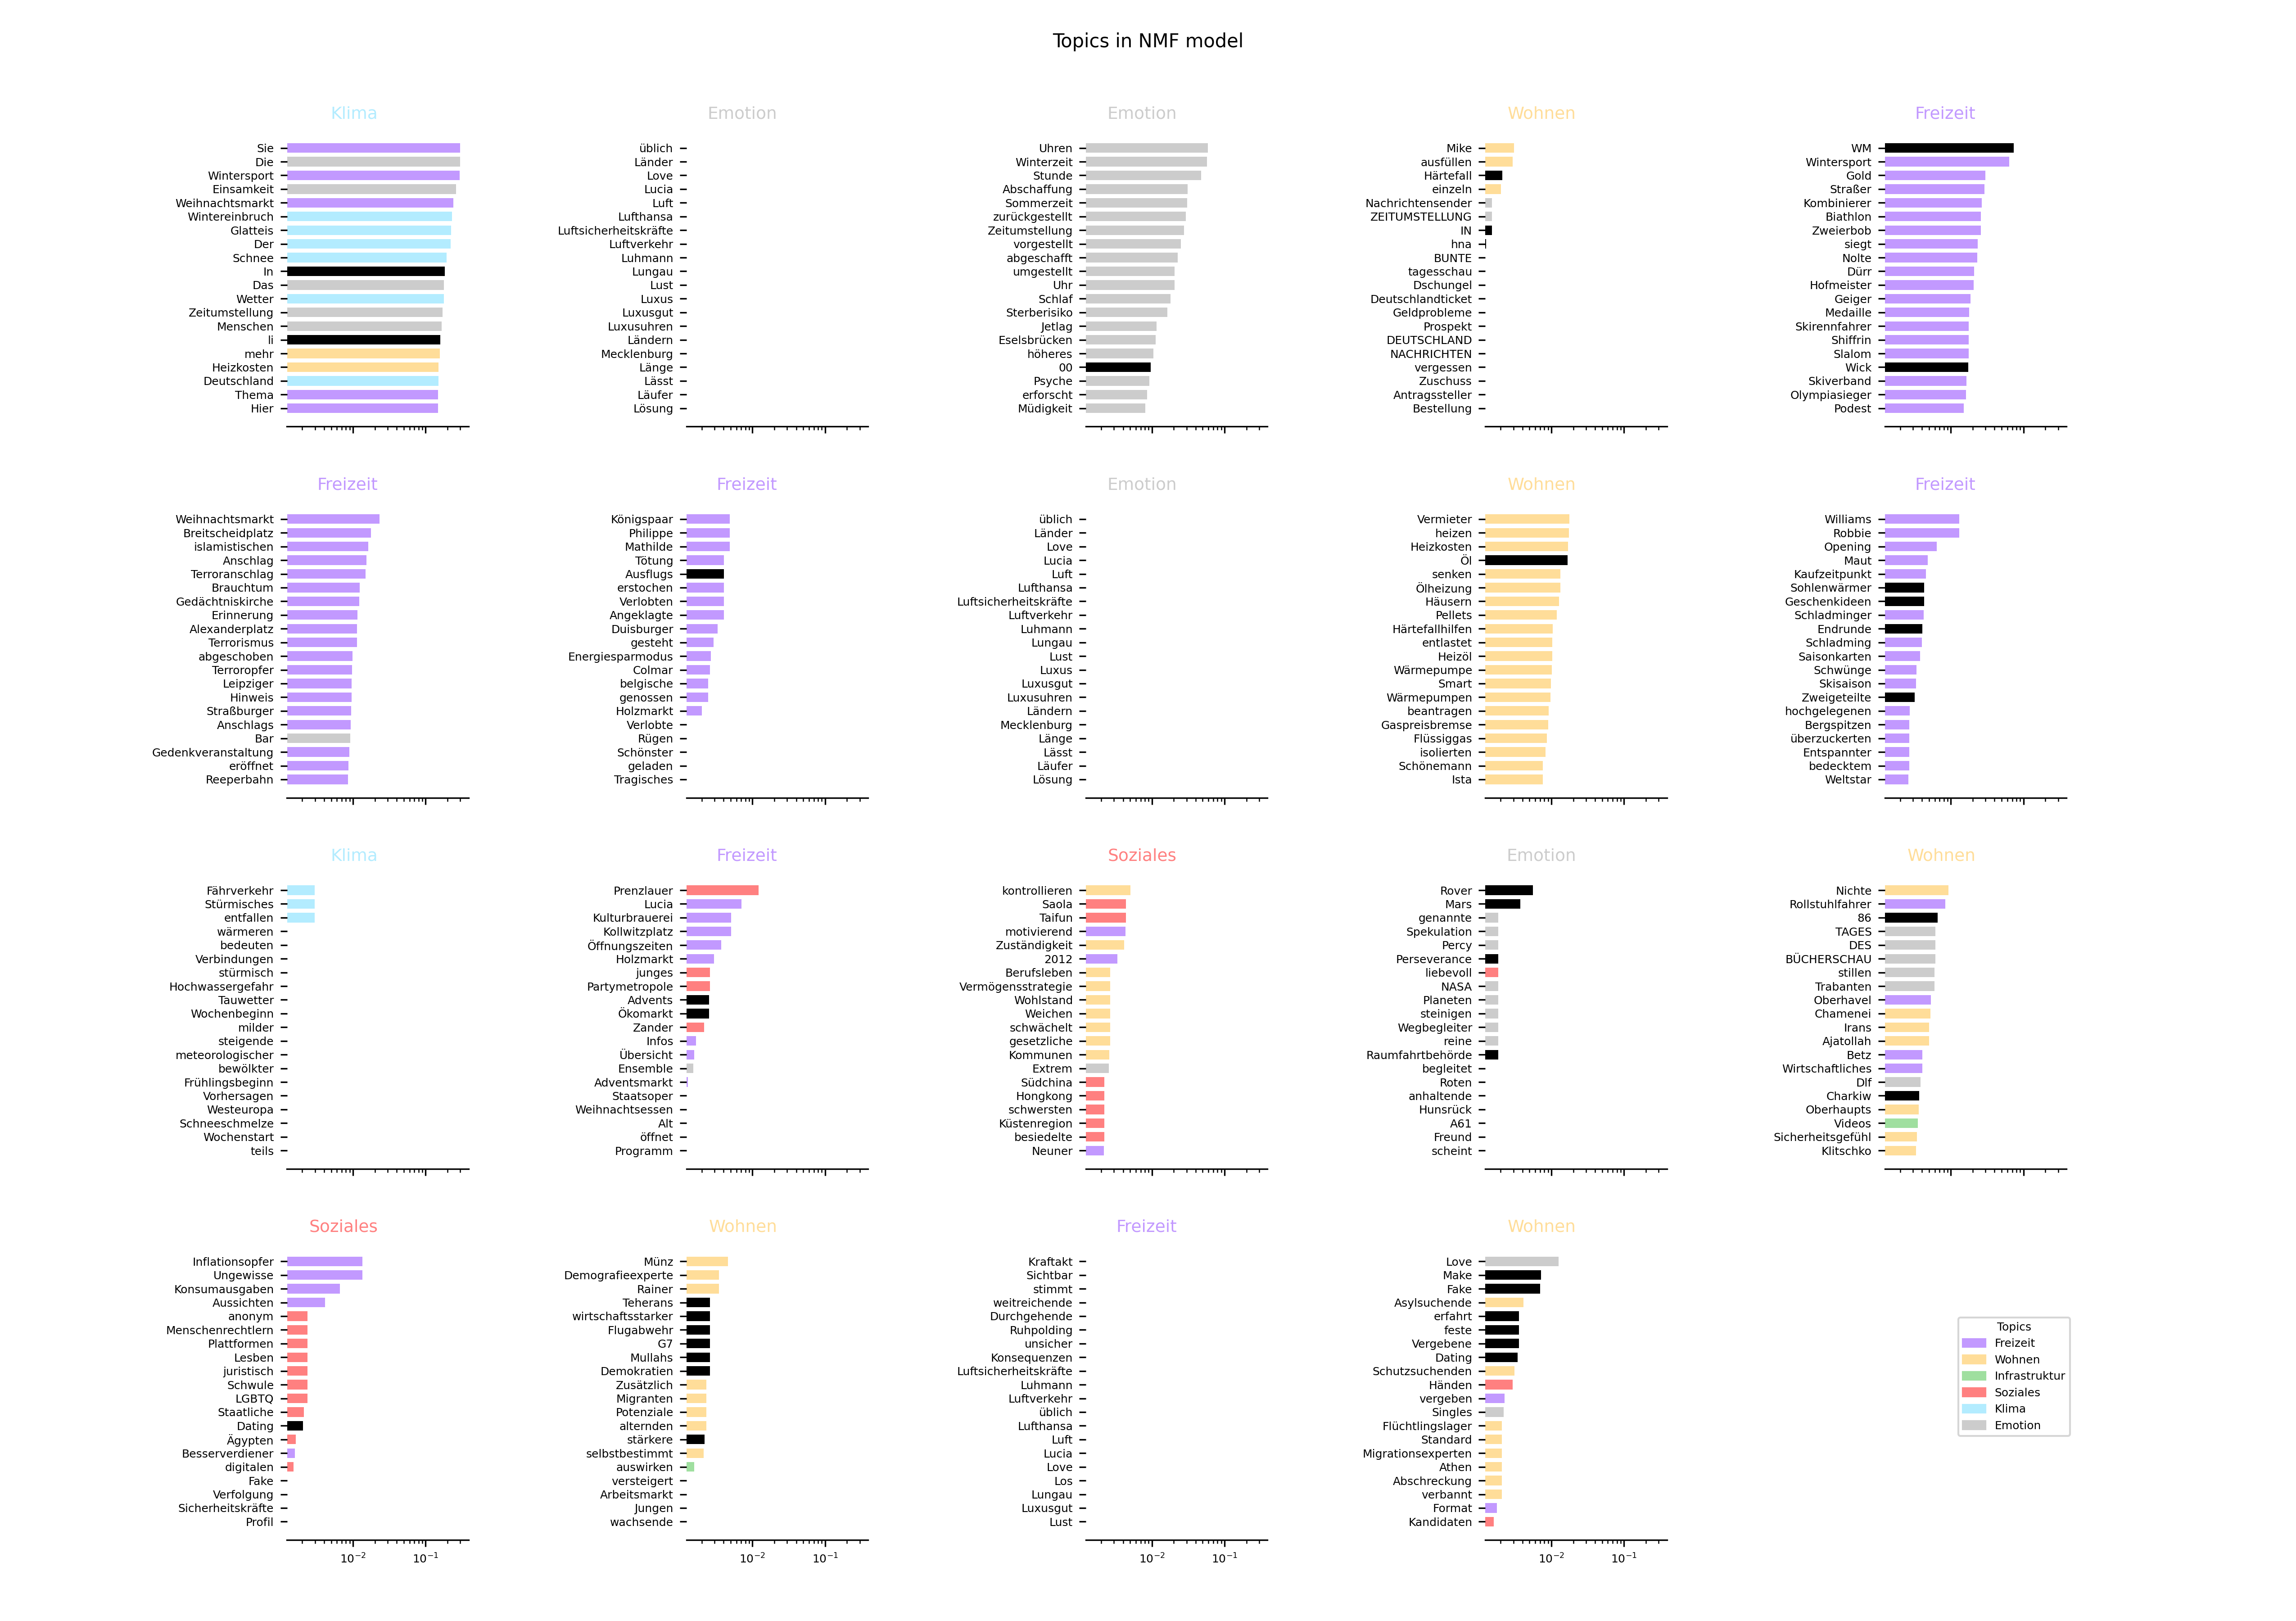 Topics in NMF model
Klima
Sie
Die
Wintersport
Einsamkeit
Weihnachtsmarkt
Wintereinbruch
Glatteis
Der
Schnee
In
Das
Wetter
Zeitumstellung
Menschen
li
mehr
Heizkosten
Deutschland
Thema
Hier
Emotion
üblich
Länder
Love
Lucia
Luft
Lufthansa
Luftsicherheitskräfte
Luftverkehr
Luhmann
Lungau
Lust
Luxus
Luxusgut
Luxusuhren
Ländern
Mecklenburg
Länge
Lässt
Läufer
Lösung
Emotion
Uhren
Winterzeit
Stunde
Abschaffung
Sommerzeit
zurückgestellt
Zeitumstellung
vorgestellt
abgeschafft
umgestellt
Uhr
Schlaf
Sterberisiko
Jetlag
Eselsbrücken
höheres
00
Psyche
erforscht
Müdigkeit
Wohnen
Mike
ausfüllen
Härtefall
einzeln
Nachrichtensender
ZEITUMSTELLUNG
IN
hna
BUNTE
tagesschau
Dschungel
Deutschlandticket
Geldprobleme
Prospekt
DEUTSCHLAND
NACHRICHTEN
vergessen
Zuschuss
Antragssteller
Bestellung
Freizeit
WM
Wintersport
Gold
Straßer
Kombinierer
Biathlon
Zweierbob
siegt
Nolte
Dürr
Hofmeister
Geiger
Medaille
Skirennfahrer
Shiffrin
Slalom
Wick
Skiverband
Olympiasieger
Podest
Freizeit
Weihnachtsmarkt
Breitscheidplatz
islamistischen
Anschlag
Terroranschlag
Brauchtum
Gedächtniskirche
Erinnerung
Alexanderplatz
Terrorismus
abgeschoben
Terroropfer
Leipziger
Hinweis
Straßburger
Anschlags
Bar
Gedenkveranstaltung
eröffnet
Reeperbahn
Freizeit
Königspaar
Philippe
Mathilde
Tötung
Ausflugs
erstochen
Verlobten
Angeklagte
Duisburger
gesteht
Energiesparmodus
Colmar
belgische
genossen
Holzmarkt
Verlobte
Rügen
Schönster
geladen
Tragisches
Emotion
üblich
Länder
Love
Lucia
Luft
Lufthansa
Luftsicherheitskräfte
Luftverkehr
Luhmann
Lungau
Lust
Luxus
Luxusgut
Luxusuhren
Ländern
Mecklenburg
Länge
Lässt
Läufer
Lösung
Wohnen
Vermieter
heizen
Heizkosten
Öl
senken
Ölheizung
Häusern
Pellets
Härtefallhilfen
entlastet
Heizöl
Wärmepumpe
Smart
Wärmepumpen
beantragen
Gaspreisbremse
Flüssiggas
isolierten
Schönemann
Ista
Freizeit
Williams
Robbie
Opening
Maut
Kaufzeitpunkt
Sohlenwärmer
Geschenkideen
Schladminger
Endrunde
Schladming
Saisonkarten
Schwünge
Skisaison
Zweigeteilte
hochgelegenen
Bergspitzen
überzuckerten
Entspannter
bedecktem
Weltstar
Klima
Fährverkehr
Stürmisches
entfallen
wärmeren
bedeuten
Verbindungen
stürmisch
Hochwassergefahr
Tauwetter
Wochenbeginn
milder
steigende
meteorologischer
bewölkter
Frühlingsbeginn
Vorhersagen
Westeuropa
Schneeschmelze
Wochenstart
teils
Freizeit
Prenzlauer
Lucia
Kulturbrauerei
Kollwitzplatz
Öffnungszeiten
Holzmarkt
junges
Partymetropole
Advents
Ökomarkt
Zander
Infos
Übersicht
Ensemble
Adventsmarkt
Staatsoper
Weihnachtsessen
Alt
öffnet
Programm
Soziales
kontrollieren
Saola
Taifun
motivierend
Zuständigkeit
2012
Berufsleben
Vermögensstrategie
Wohlstand
Weichen
schwächelt
gesetzliche
Kommunen
Extrem
Südchina
Hongkong
schwersten
Küstenregion
besiedelte
Neuner
Emotion
Rover
Mars
genannte
Spekulation
Percy
Perseverance
liebevoll
NASA
Planeten
steinigen
Wegbegleiter
reine
Raumfahrtbehörde
begleitet
Roten
anhaltende
Hunsrück
A61
Freund
scheint
Wohnen
Nichte
Rollstuhlfahrer
86
TAGES
DES
BÜCHERSCHAU
stillen
Trabanten
Oberhavel
Chamenei
Irans
Ajatollah
Betz
Wirtschaftliches
Dlf
Charkiw
Oberhaupts
Videos
Sicherheitsgefühl
Klitschko
Soziales
Inflationsopfer
Ungewisse
Konsumausgaben
Aussichten
anonym
Menschenrechtlern
Plattformen
Lesben
juristisch
Schwule
LGBTQ
Staatliche
Dating
Ägypten
Besserverdiener
digitalen
Fake
Verfolgung
Sicherheitskräfte
Profil
10⁻² 10⁻¹
Wohnen
Münz
Demografieexperte
Rainer
Teherans
wirtschaftsstarker
Flugabwehr
G7
Mullahs
Demokratien
Zusätzlich
Migranten
Potenziale
alternden
stärkere
selbstbestimmt
auswirken
versteigert
Arbeitsmarkt
Jungen
wachsende
10⁻² 10⁻¹
Freizeit
Kraftakt
Sichtbar
stimmt
weitreichende
Durchgehende
Ruhpolding
unsicher
Konsequenzen
Luftsicherheitskräfte
Luhmann
Luftverkehr
üblich
Lufthansa
Luft
Lucia
Love
Los
Lungau
Luxusgut
Lust
10⁻² 10⁻¹
Wohnen
Love
Make
Fake
Asylsuchende
erfahrt
feste
Vergebene
Dating
Schutzsuchenden
Händen
vergeben
Singles
Flüchtlingslager
Standard
Migrationsexperten
Athen
Abschreckung
verbannt
Format
Kandidaten
10⁻² 10⁻¹
Topics
Freizeit
Wohnen
Infrastruktur
Soziales
Klima
Emotion